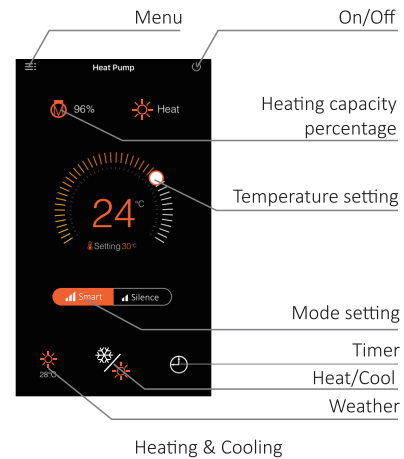 Menu
On/Off
Heat Pump
96%
Heat
Heating capacity
percentage
Temperature setting
24°C
Setting 30°C
Smart
Silence
Mode setting
Timer
28°C
Heat/Cool
Weather
Heating & Cooling